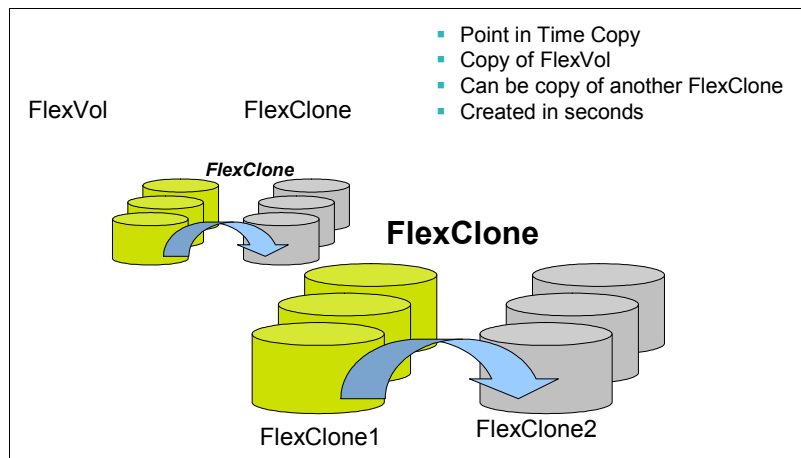 Point in Time Copy
Copy of FlexVol
Can be copy of another FlexClone
Created in seconds
FlexVol
FlexClone
FlexClone
FlexClone
FlexClone1
FlexClone2